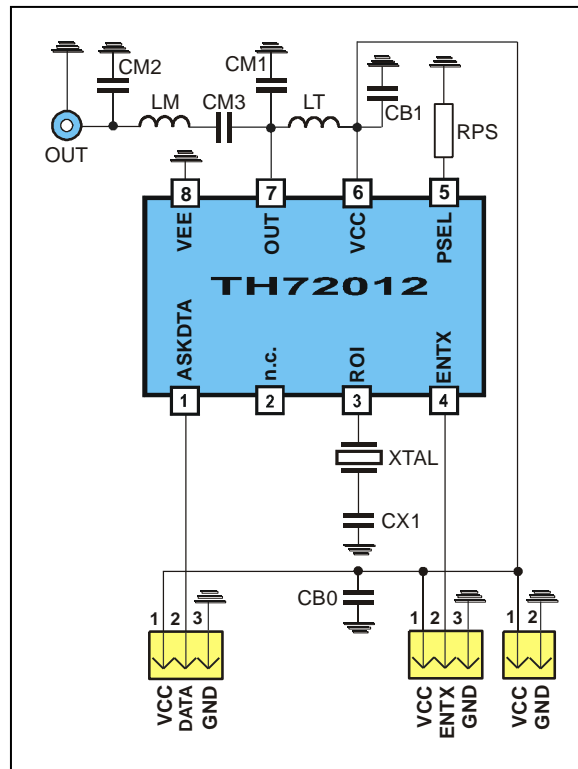 CM2
CM1
LM
CM3
LT
CB1
RPS
OUT
8
7
6
5
VEE
OUT
VCC
PSEL
TH72012
ASKDTA
n.c.
ROI
ENTX
1
2
3
4
XTAL
CX1
CB0
1 2 3
1 2 3
1 2
VCC
DATA
GND
VCC
ENTX
GND
VCC
GND